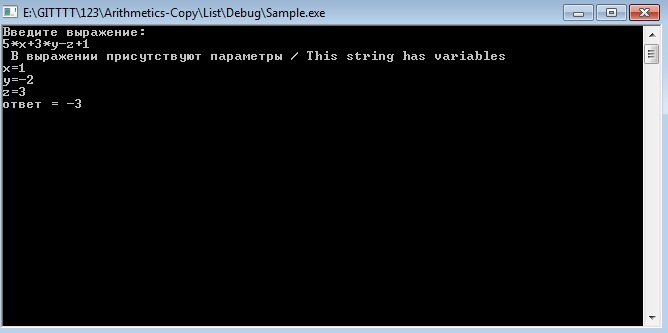 E:\GITTTT\123\Arithmetics-Copy\List\Debug\Sample.exe
Введите выражение:
5*x+3*y-z+1
В выражении присутствуют параметры / This string has variables
x=1
y=-2
z=3
ответ = -3